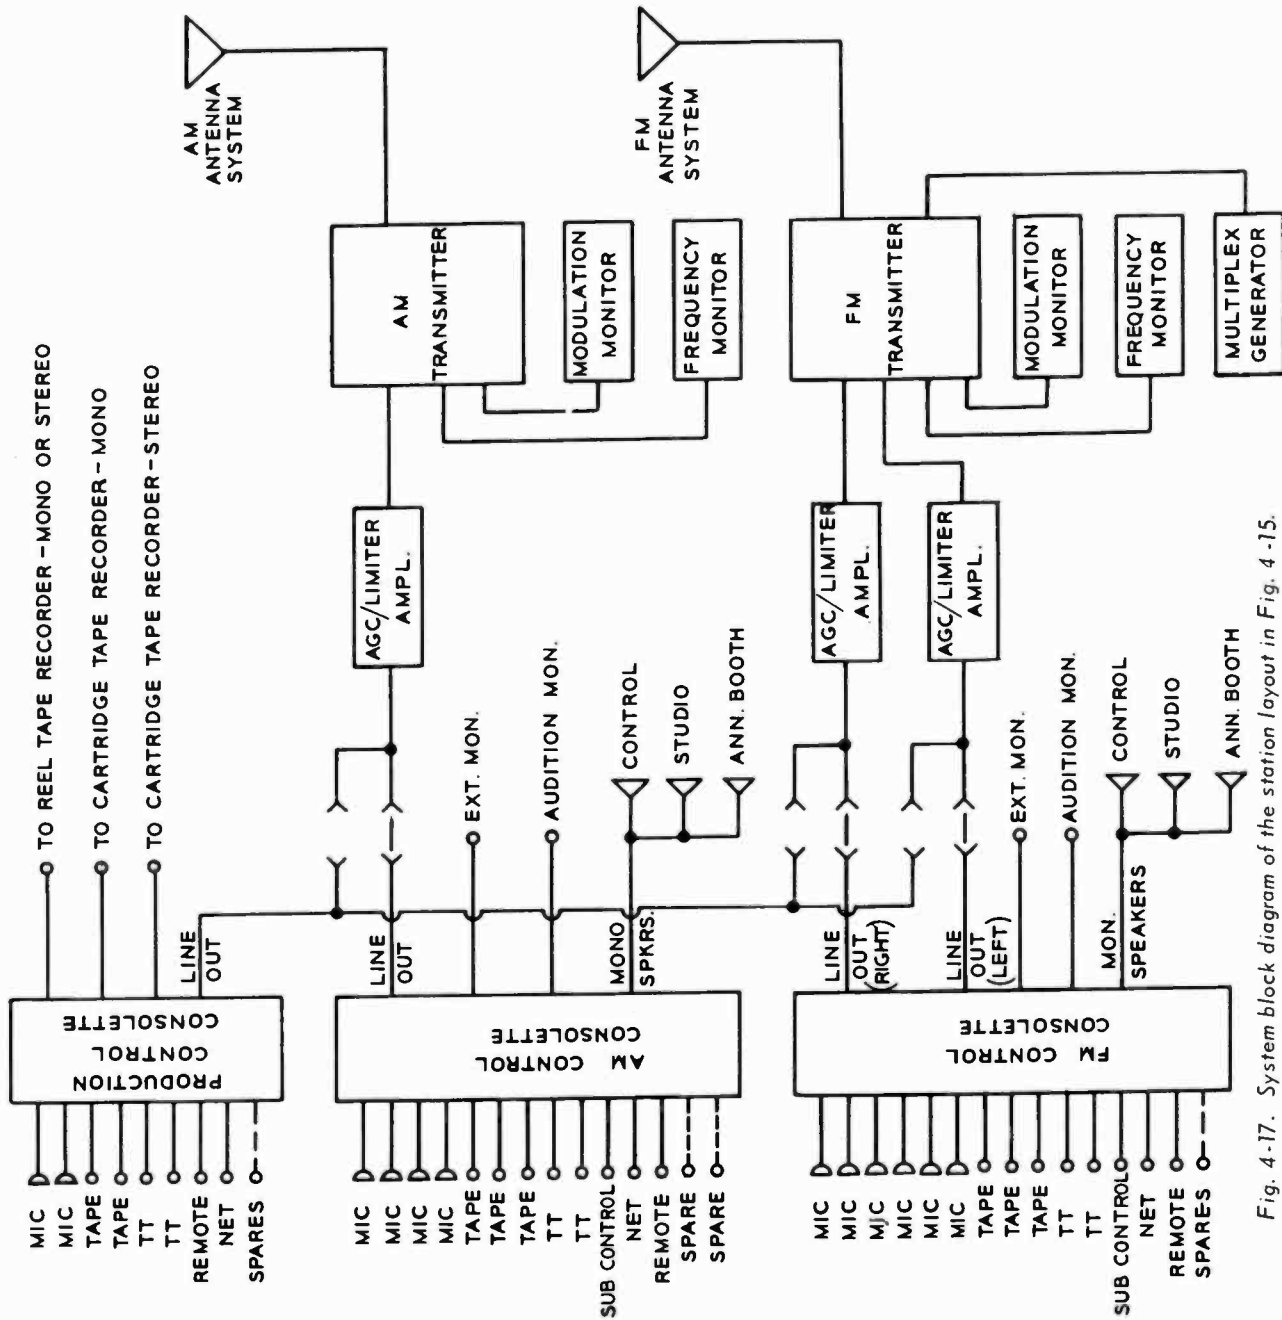 TO REEL TAPE RECORDER-MONO OR STEREO
TO CARTRIDGE TAPE RECORDER-MONO
TO CARTRIDGE TAPE RECORDER-STEREO
LINE
OUT
PRODUCTION
CONTROL
CONSOLETTE
MIC
MIC
TAPE
TAPE
TT
TT
REMOTE
NET
SPARES
AM
ANTENNA
SYSTEM
AM
TRANSMITTER
MODULATION
MONITOR
FREQUENCY
MONITOR
AGC/LIMITER
AMPL.
EXT. MON.
AUDITION MON.
CONTROL
STUDIO
ANN. BOOTH
LINE
OUT
MONO
SPKRS.
AM CONTROL
CONSOLETTE
MIC
MIC
MIC
MIC
TAPE
TAPE
TAPE
TT
TT
SUB CONTROL
NET
REMOTE
SPARE
SPARE
FM
ANTENNA
SYSTEM
FM
TRANSMITTER
MODULATION
MONITOR
FREQUENCY
MONITOR
MULTIPLEX
GENERATOR
AGC/LIMITER
AMPL.
AGC/LIMITER
AMPL.
EXT. MON.
AUDITION MON.
CONTROL
STUDIO
ANN. BOOTH
LINE
OUT
(RIGHT)
LINE
OUT
(LEFT)
MON.
SPEAKERS
FM CONTROL
CONSOLETTE
MIC
MIC
MIC
MIC
MIC
MIC
TAPE
TAPE
TAPE
TT
TT
SUB CONTROL
NET
REMOTE
SPARES
Fig. 4-17. System block diagram of the station layout in Fig. 4-15.